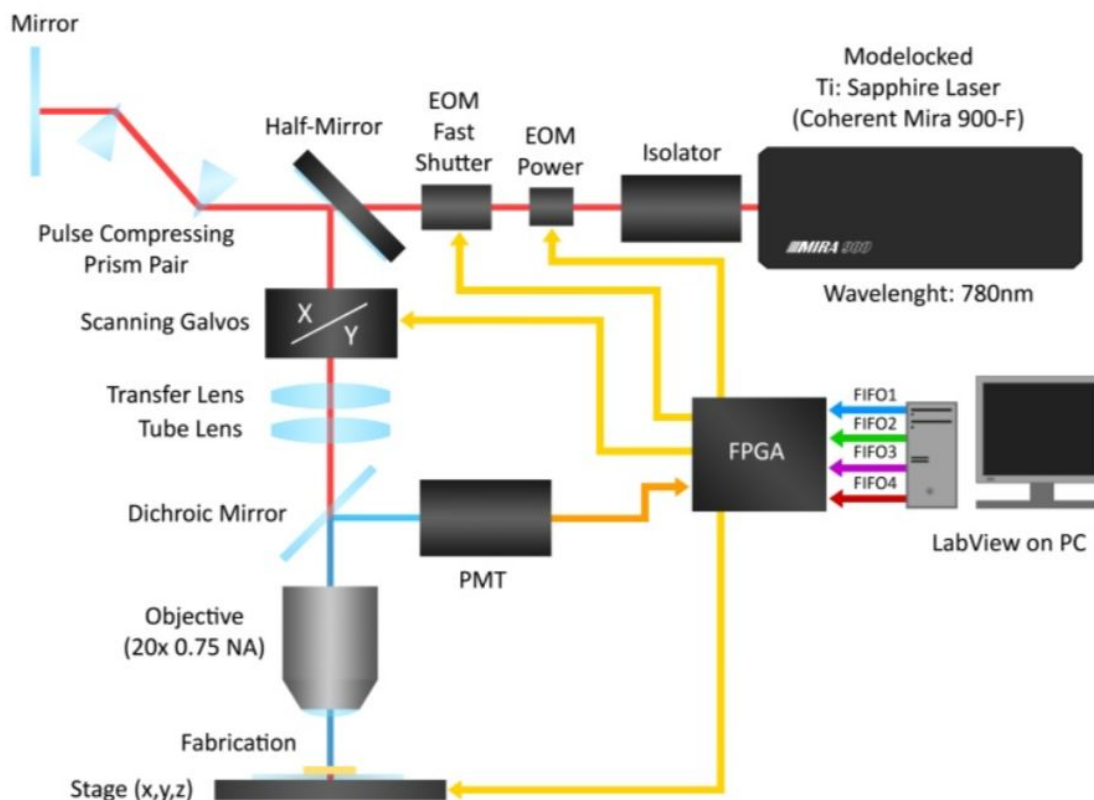 Mirror
Modelocked
Ti: Sapphire Laser
(Coherent Mira 900-F)
EOM
Fast
Shutter
EOM
Power
Half-Mirror
Isolator
MIRA 900
Pulse Compressing
Prism Pair
Wavelenght: 780nm
X
Y
Scanning Galvos
Transfer Lens
Tube Lens
FIFO1
FIFO2
FIFO3
FIFO4
FPGA
Dichroic Mirror
LabView on PC
PMT
Objective
(20x 0.75 NA)
Fabrication
Stage (x,y,z)